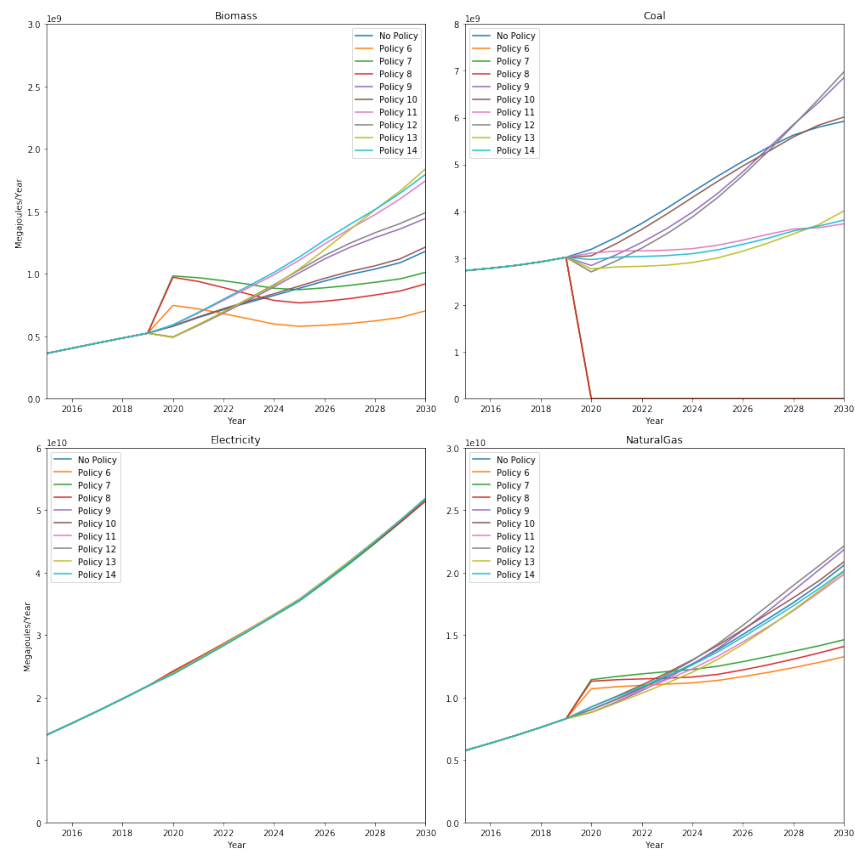 Biomass
1e9
3.0
2.5
2.0
1.5
1.0
0.5
0.0
Megajoules/Year
2016 2018 2020 2022 2024 2026 2028 2030
Year
No Policy
Policy 6
Policy 7
Policy 8
Policy 9
Policy 10
Policy 11
Policy 12
Policy 13
Policy 14
Coal
1e9
8
7
6
5
4
3
2
1
0
2016 2018 2020 2022 2024 2026 2028 2030
Year
No Policy
Policy 6
Policy 7
Policy 8
Policy 9
Policy 10
Policy 11
Policy 12
Policy 13
Policy 14
Electricity
1e10
6
5
4
3
2
1
0
Megajoules/Year
2016 2018 2020 2022 2024 2026 2028 2030
Year
No Policy
Policy 6
Policy 7
Policy 8
Policy 9
Policy 10
Policy 11
Policy 12
Policy 13
Policy 14
NaturalGas
1e10
3.0
2.5
2.0
1.5
1.0
0.5
0.0
2016 2018 2020 2022 2024 2026 2028 2030
Year
No Policy
Policy 6
Policy 7
Policy 8
Policy 9
Policy 10
Policy 11
Policy 12
Policy 13
Policy 14